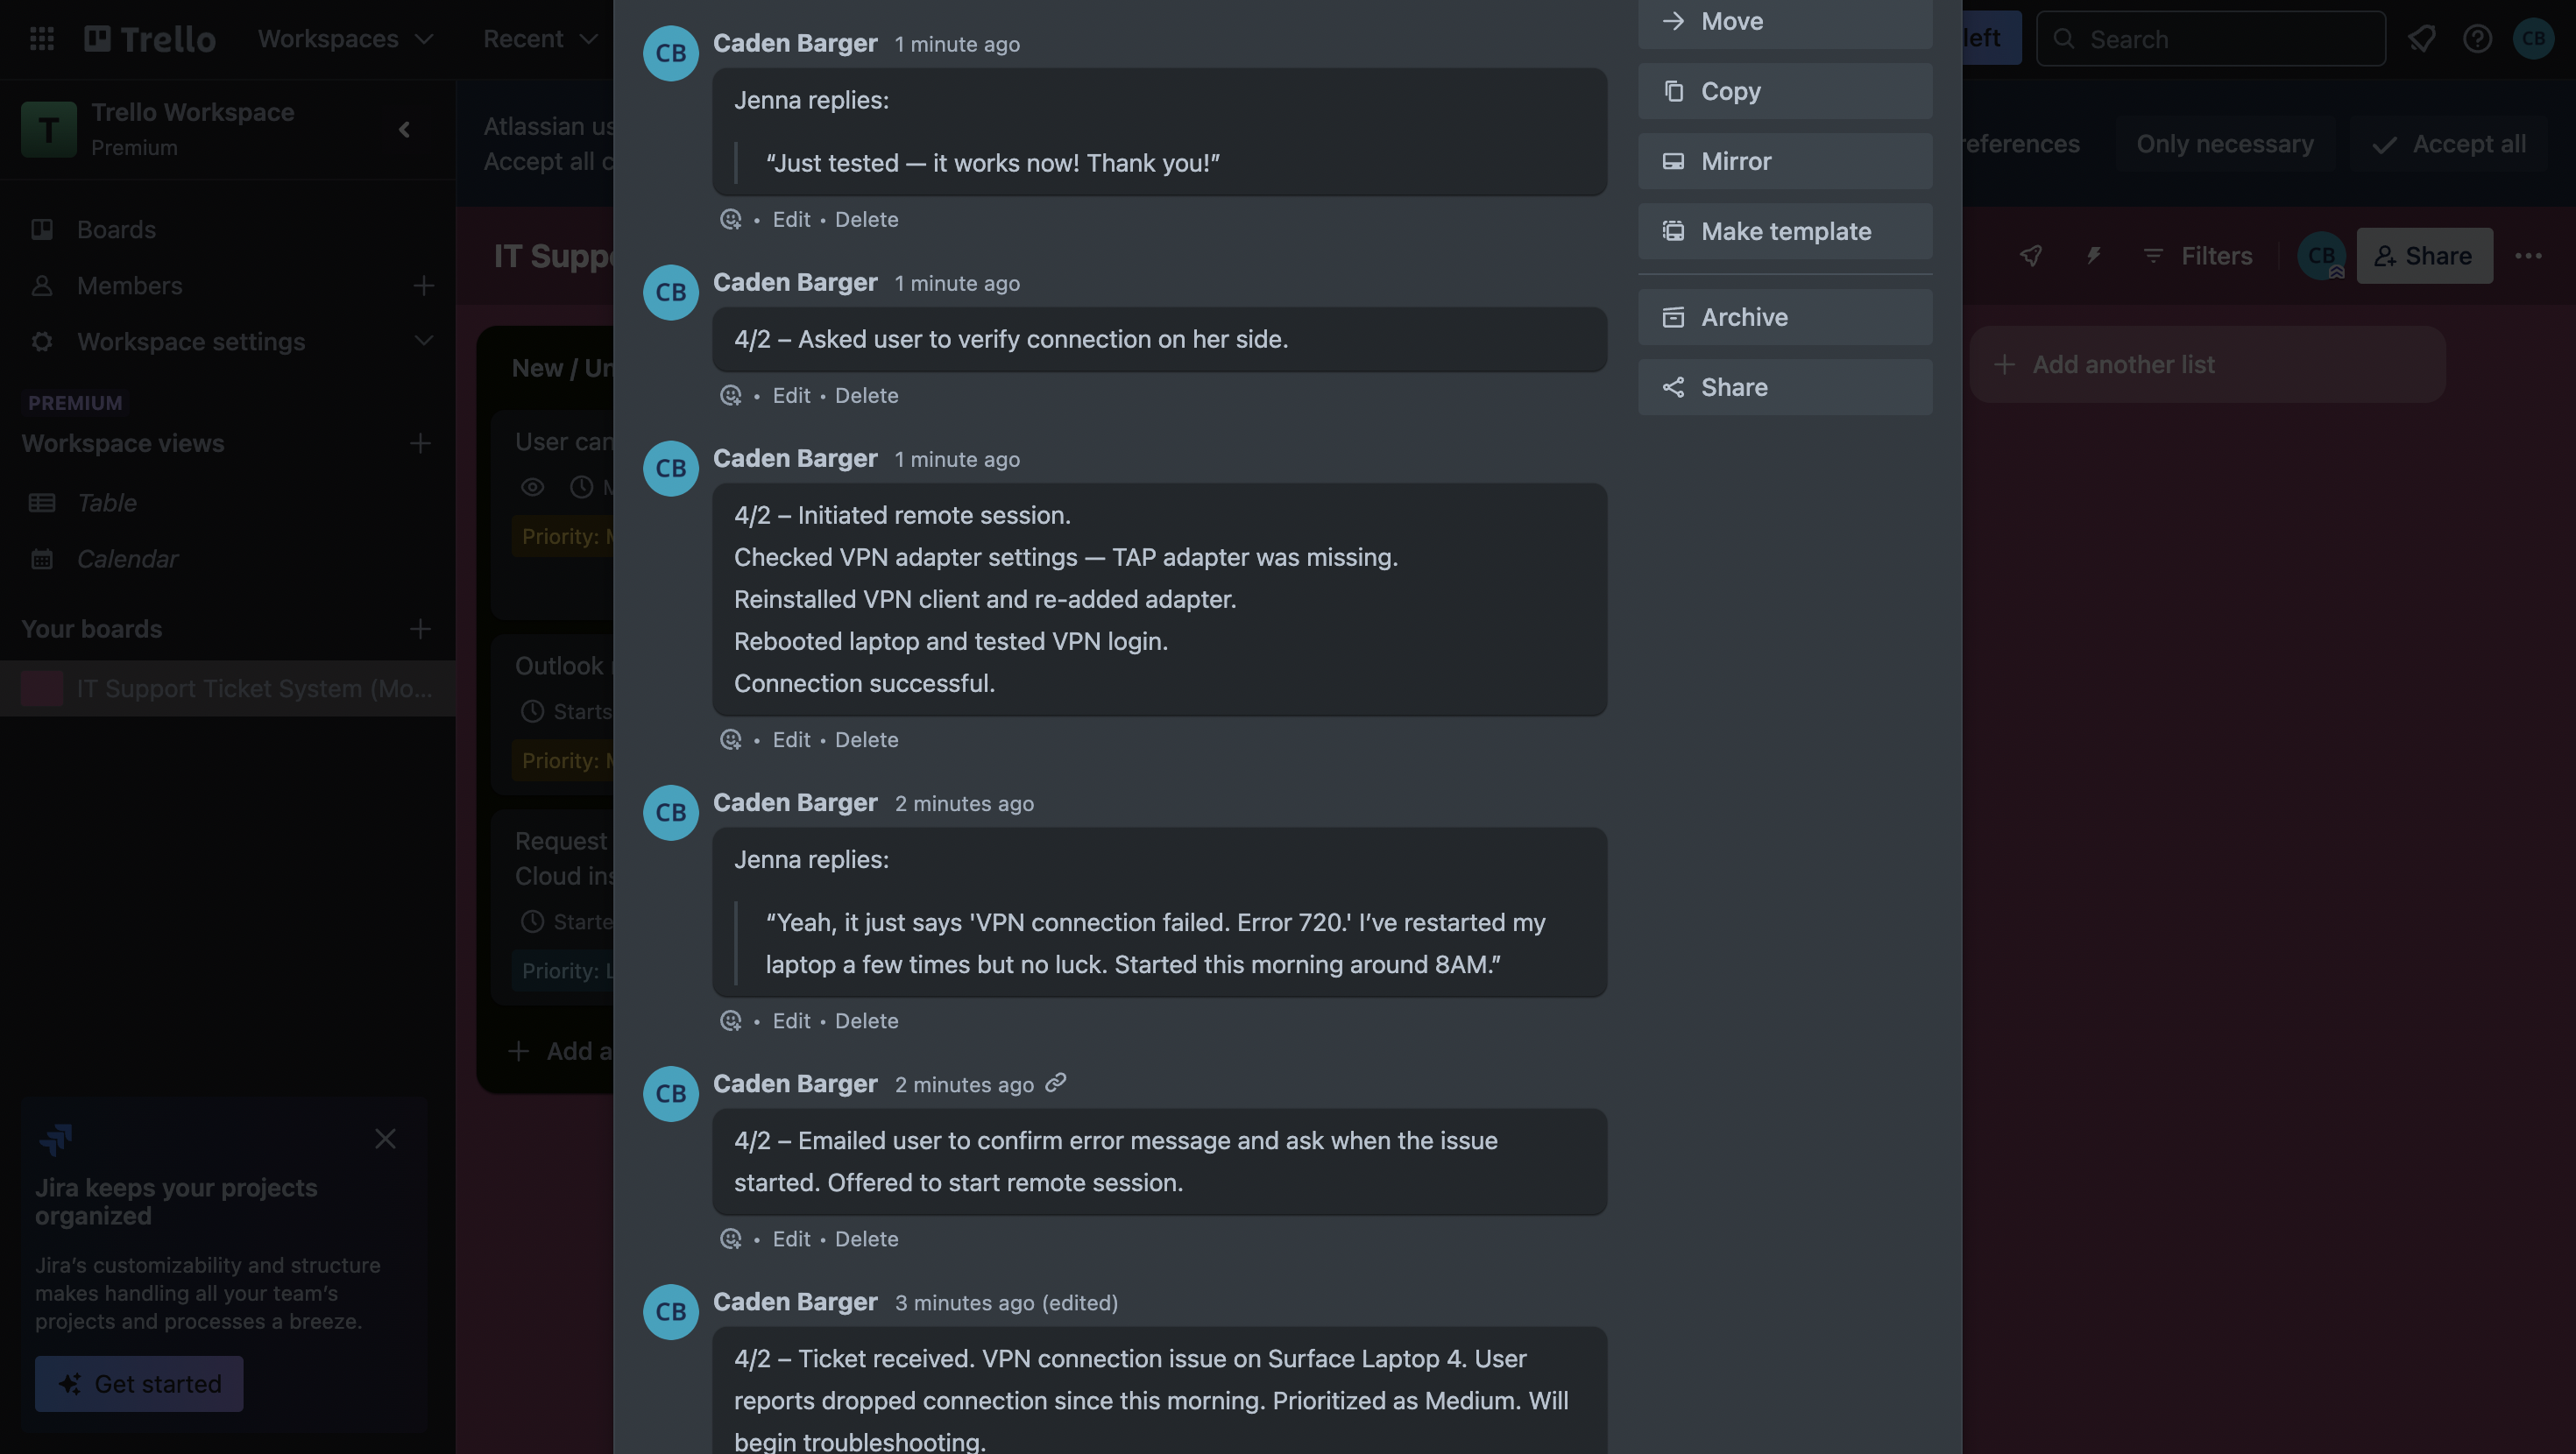 Trello
Workspaces
Recent
left
Search
CB
T
Trello Workspace
Premium
Boards
Members
Workspace settings
PREMIUM
Workspace views
Table
Calendar
Your boards
IT Support Ticket System (Mo...
Jira keeps your projects
organized
Jira’s customizability and structure
makes handling all your team’s
projects and processes a breeze.
Get started
Atlassian us
Accept all c
references
Only necessary
Accept all
IT Suppo
Filters
CB
Share
New / Un
User can
Priority: M
Outlook
Starts
Priority: M
Request
Cloud ins
Starte
Priority: L
Add a
Add another list
CB
Caden Barger 1 minute ago
Jenna replies:
“Just tested — it works now! Thank you!”
• Edit • Delete
CB
Caden Barger 1 minute ago
4/2 – Asked user to verify connection on her side.
• Edit • Delete
CB
Caden Barger 1 minute ago
4/2 – Initiated remote session.
Checked VPN adapter settings — TAP adapter was missing.
Reinstalled VPN client and re-added adapter.
Rebooted laptop and tested VPN login.
Connection successful.
• Edit • Delete
CB
Caden Barger 2 minutes ago
Jenna replies:
“Yeah, it just says 'VPN connection failed. Error 720.' I’ve restarted my
laptop a few times but no luck. Started this morning around 8AM.”
• Edit • Delete
CB
Caden Barger 2 minutes ago
4/2 – Emailed user to confirm error message and ask when the issue
started. Offered to start remote session.
• Edit • Delete
CB
Caden Barger 3 minutes ago (edited)
4/2 – Ticket received. VPN connection issue on Surface Laptop 4. User
reports dropped connection since this morning. Prioritized as Medium. Will
begin troubleshooting.
Move
Copy
Mirror
Make template
Archive
Share